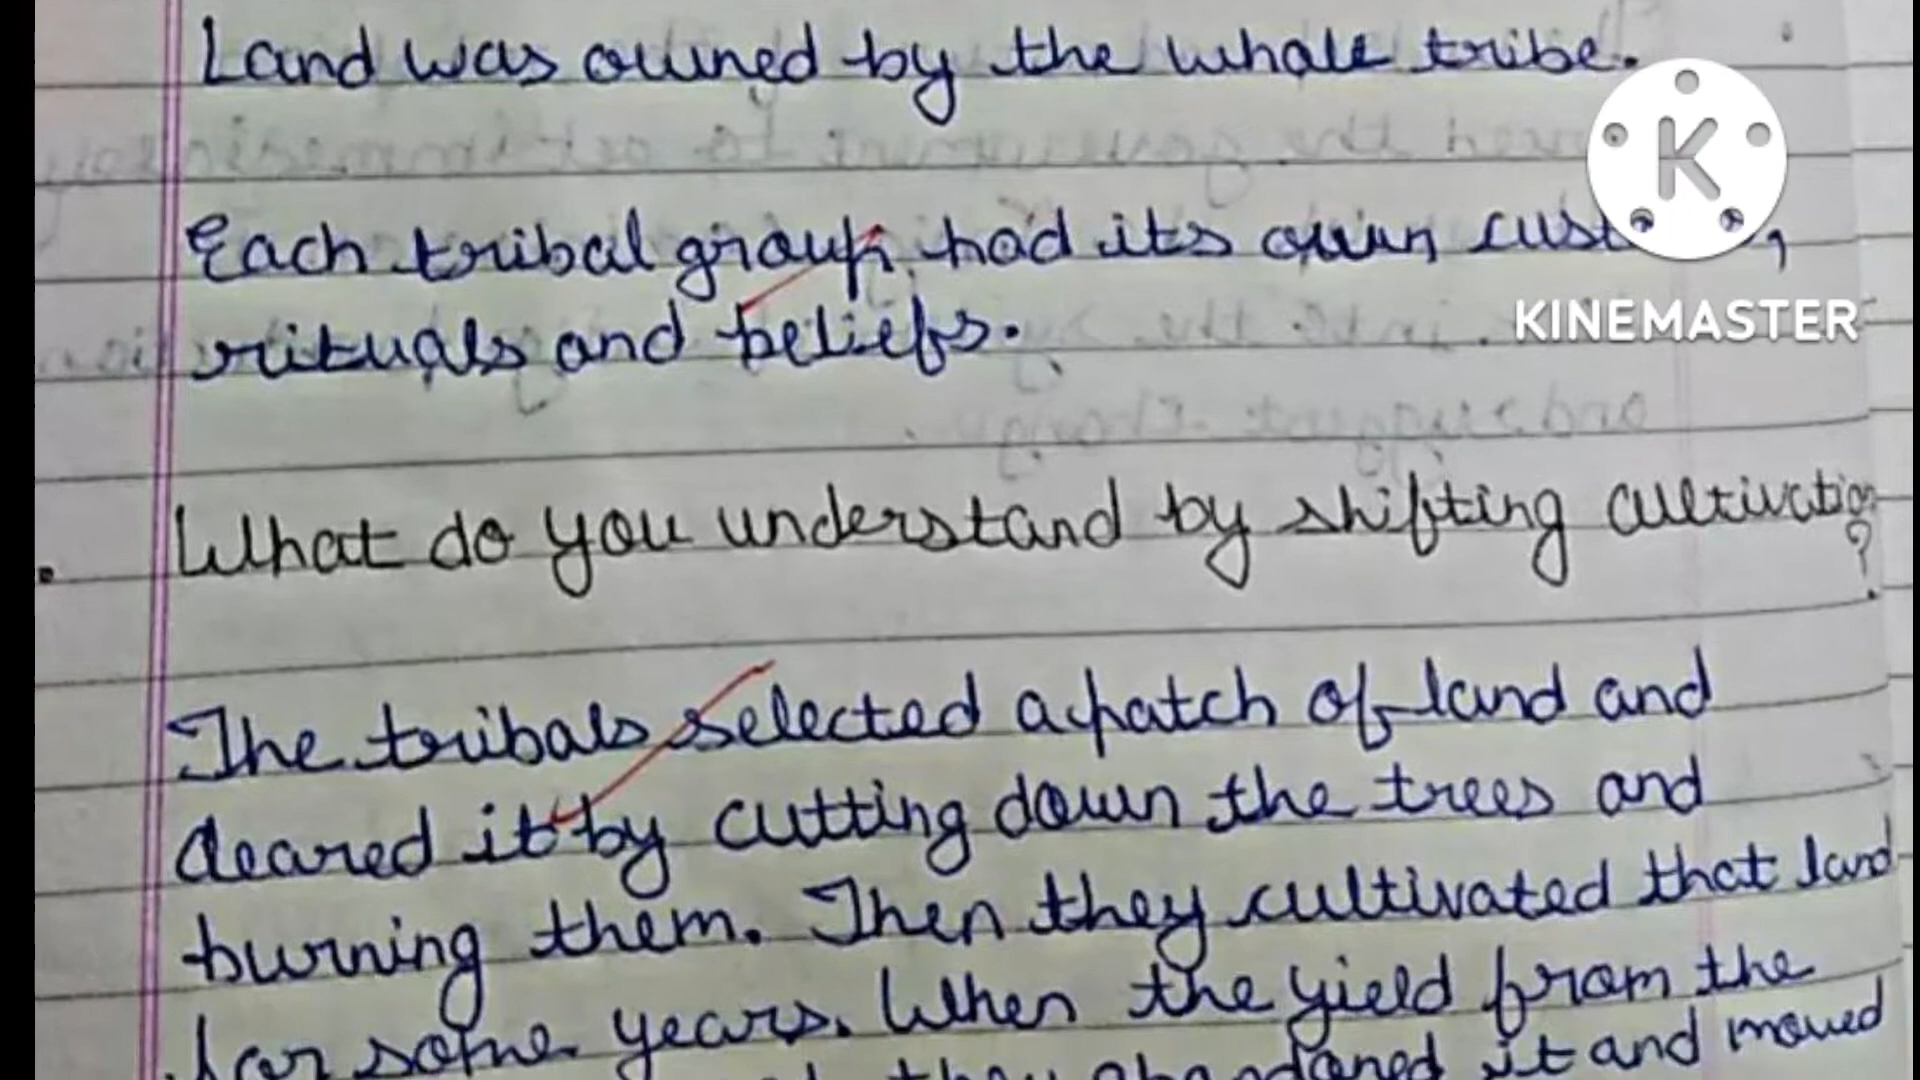 Land was owned by the whole tribe.
Each tribal group had its own
rituals and beliefs.
What do you understand by shifting cultivation
?
The tribals selected a patch of land and
cleared it by cutting down the trees and
burning them. Then they cultivated that land
for some years. When the yield from the
they abandoned it and moved
K
KINEMASTER